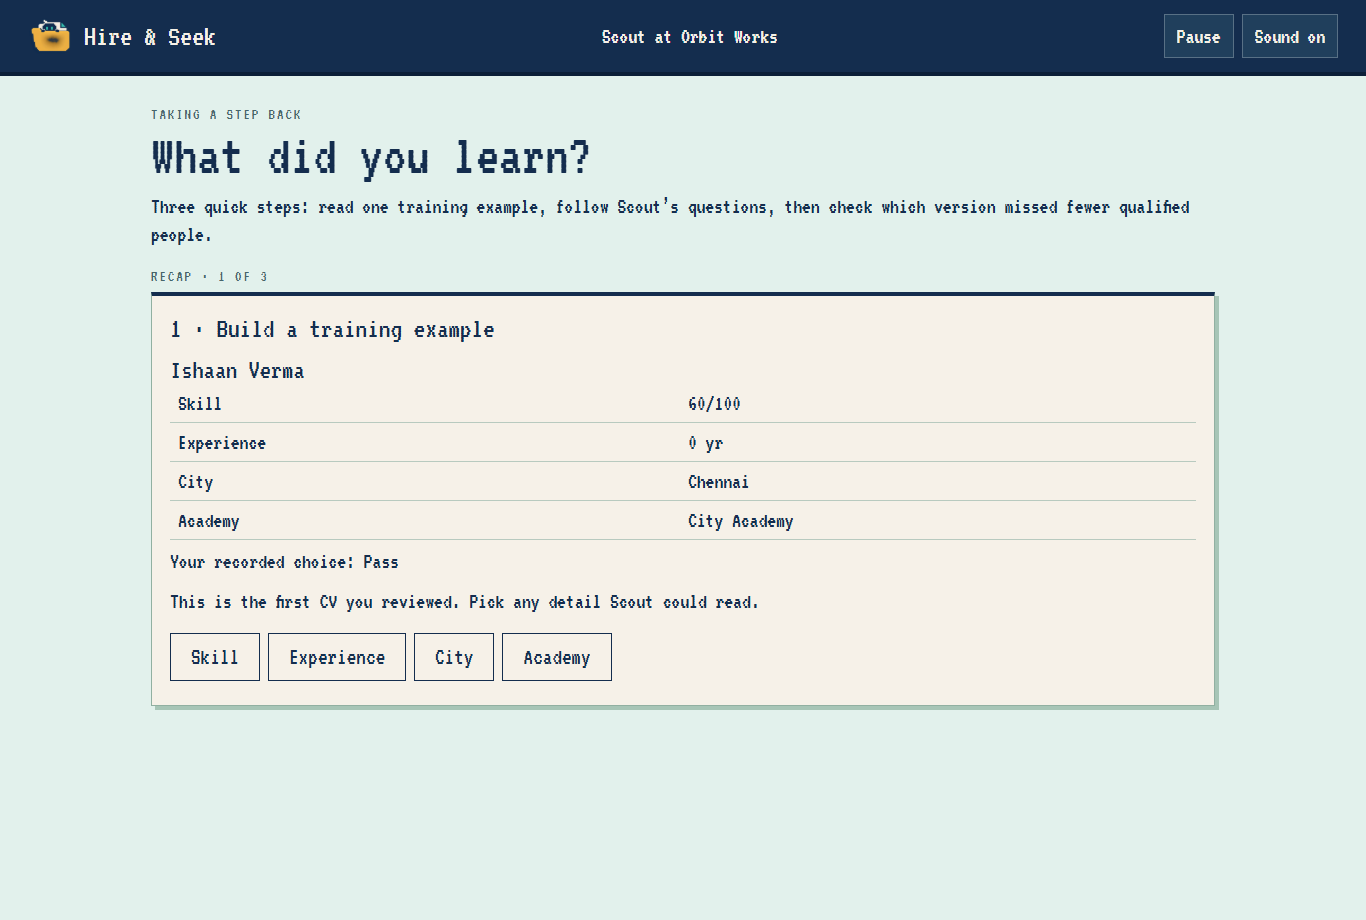 Hire & Seek
Scout at Orbit Works
Pause
Sound on
TAKING A STEP BACK
What did you learn?
Three quick steps: read one training example, follow Scout’s questions, then check which version missed fewer qualified
people.
RECAP · 1 OF 3
1 · Build a training example
Ishaan Verma
Skill 60/100
Experience 0 yr
City Chennai
Academy City Academy
Your recorded choice: Pass
This is the first CV you reviewed. Pick any detail Scout could read.
Skill
Experience
City
Academy